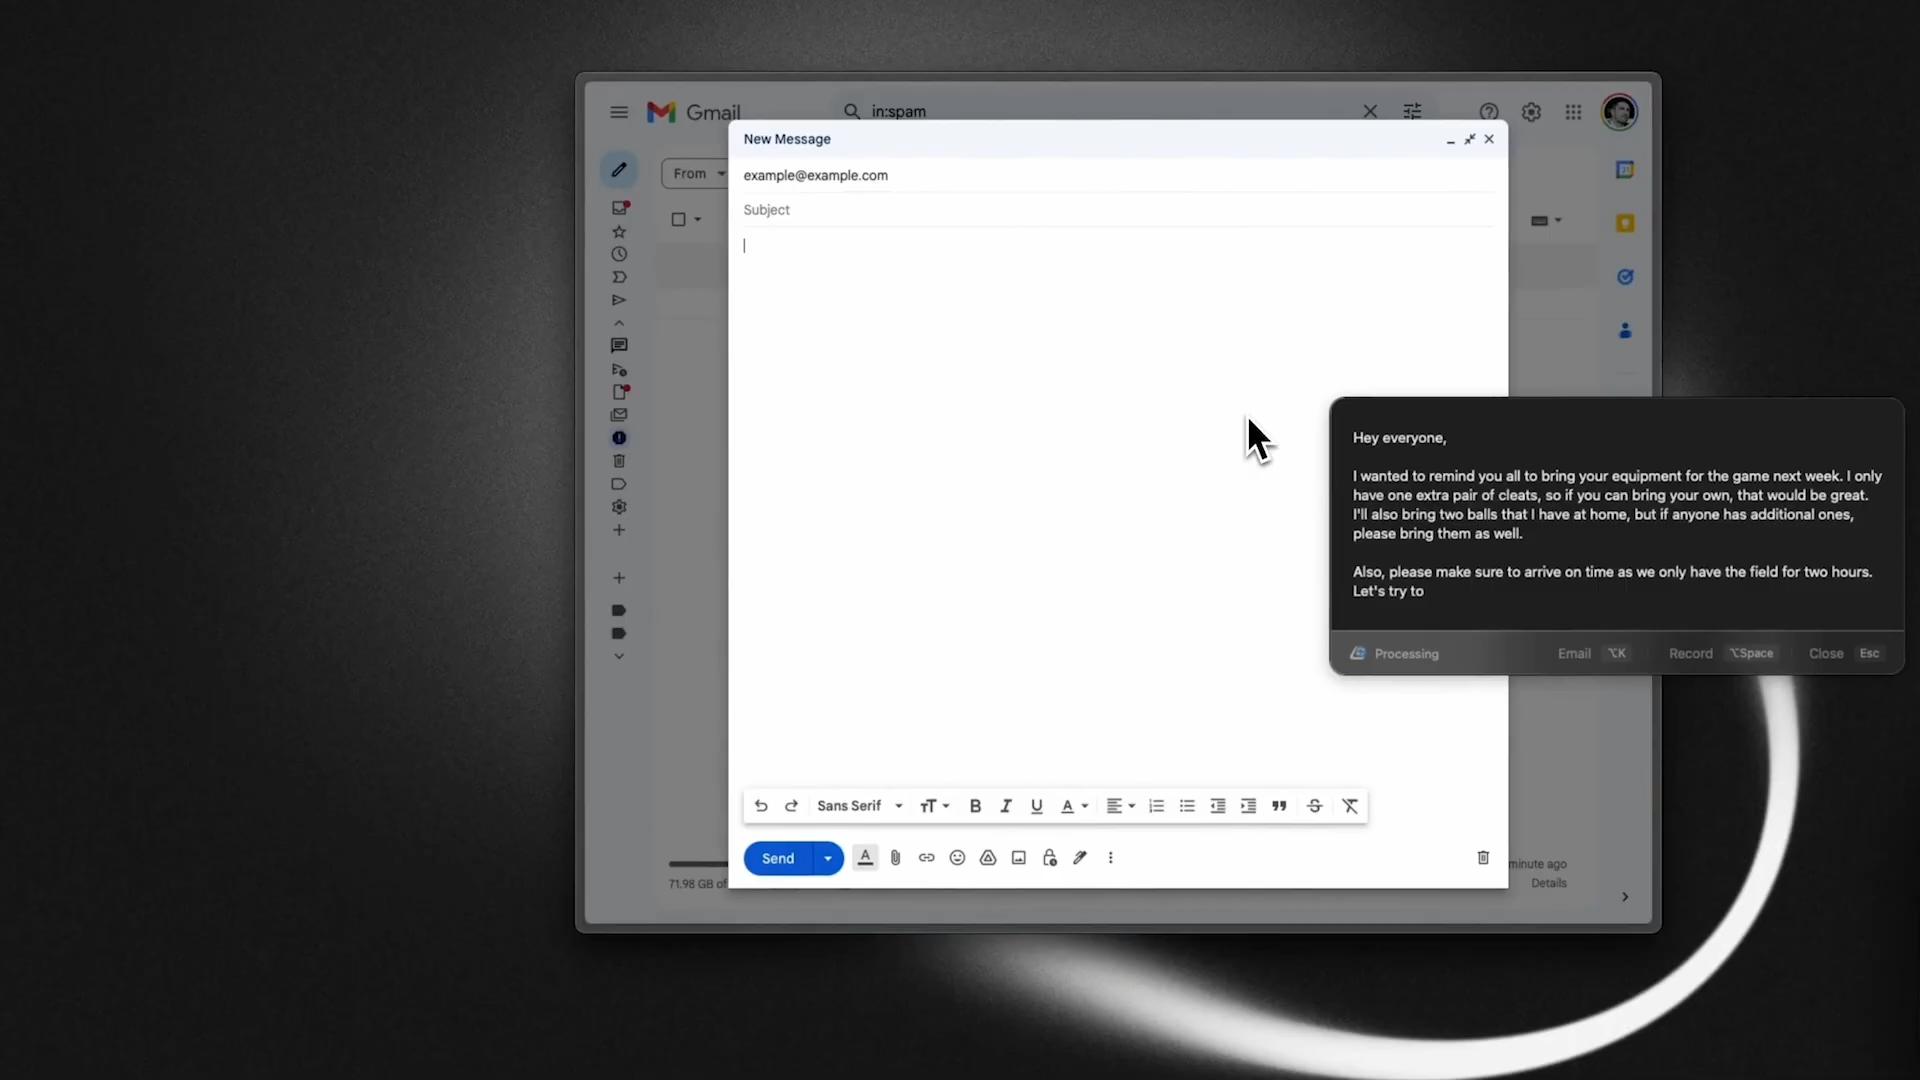 Gmail
in:spam
New Message
From
example@example.com
Subject
Hey everyone,
I wanted to remind you all to bring your equipment for the game next week. I only
have one extra pair of cleats, so if you can bring your own, that would be great.
I'll also bring two balls that I have at home, but if anyone has additional ones,
please bring them as well.
Also, please make sure to arrive on time as we only have the field for two hours.
Let's try to
Processing
Email ⌥K
Record ⌥Space
Close Esc
Sans Serif
Send
71.98 GB of
minute ago
Details